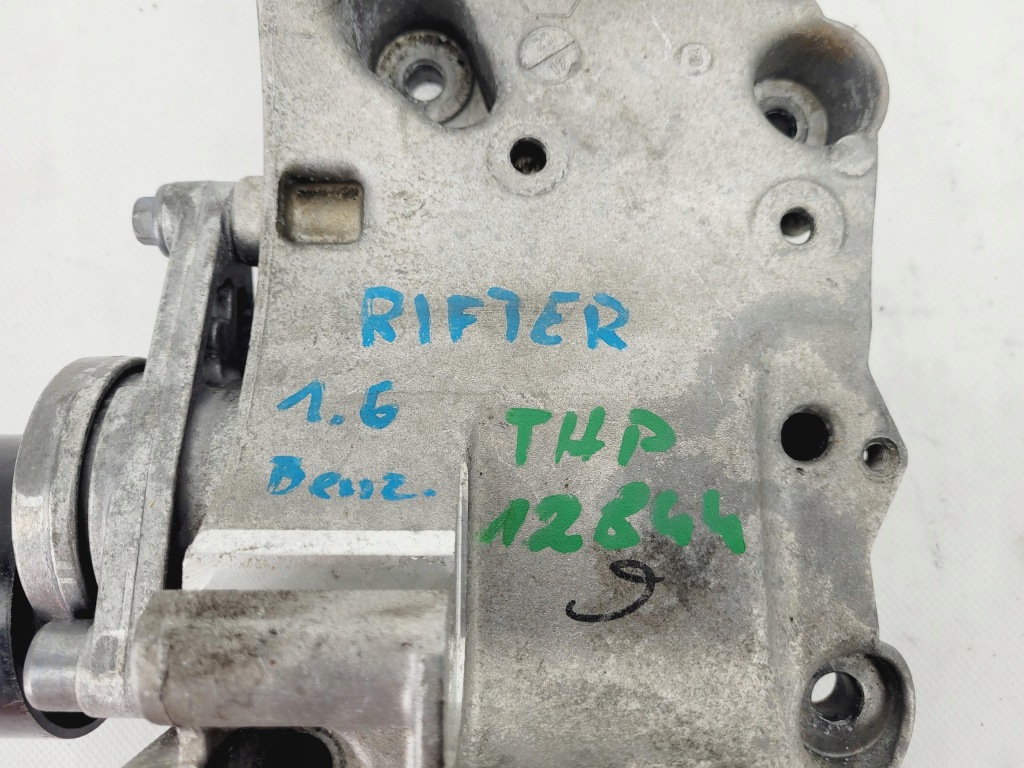 RIFTER
1.6
Benz.
THP
12844